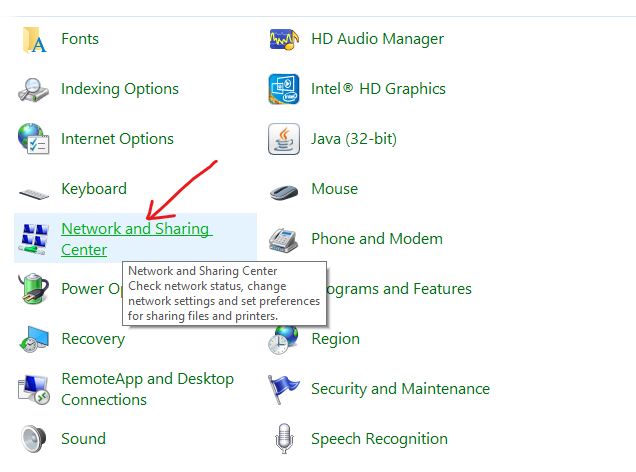 Fonts
HD Audio Manager
Indexing Options
Intel® HD Graphics
Internet Options
Java (32-bit)
Keyboard
Mouse
Network and Sharing
Center
Phone and Modem
Network and Sharing Center
Check network status, change
network settings and set preferences
for sharing files and printers.
Power Op
ograms and Features
Recovery
Region
RemoteApp and Desktop
Connections
Security and Maintenance
Sound
Speech Recognition